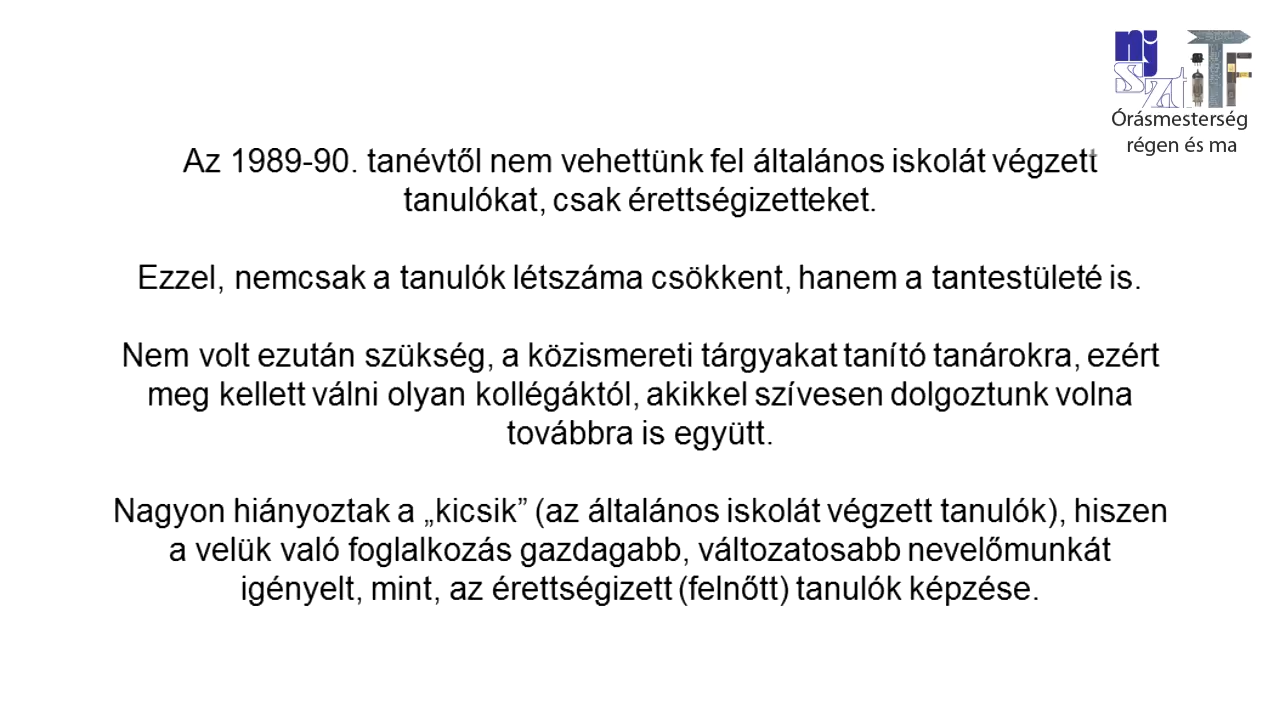 nj
szt iTF
Órásmesterség
régen és ma
Az 1989-90. tanévtől nem vehettünk fel általános iskolát végzett
tanulókat, csak érettségizetteket.
Ezzel, nemcsak a tanulók létszáma csökkent, hanem a tantestületé is.
Nem volt ezután szükség, a közismereti tárgyakat tanító tanárokra, ezért
meg kellett válni olyan kollégáktól, akikkel szívesen dolgoztunk volna
továbbra is együtt.
Nagyon hiányoztak a „kicsik” (az általános iskolát végzett tanulók), hiszen
a velük való foglalkozás gazdagabb, változatosabb nevelőmunkát
igényelt, mint, az érettségizett (felnőtt) tanulók képzése.